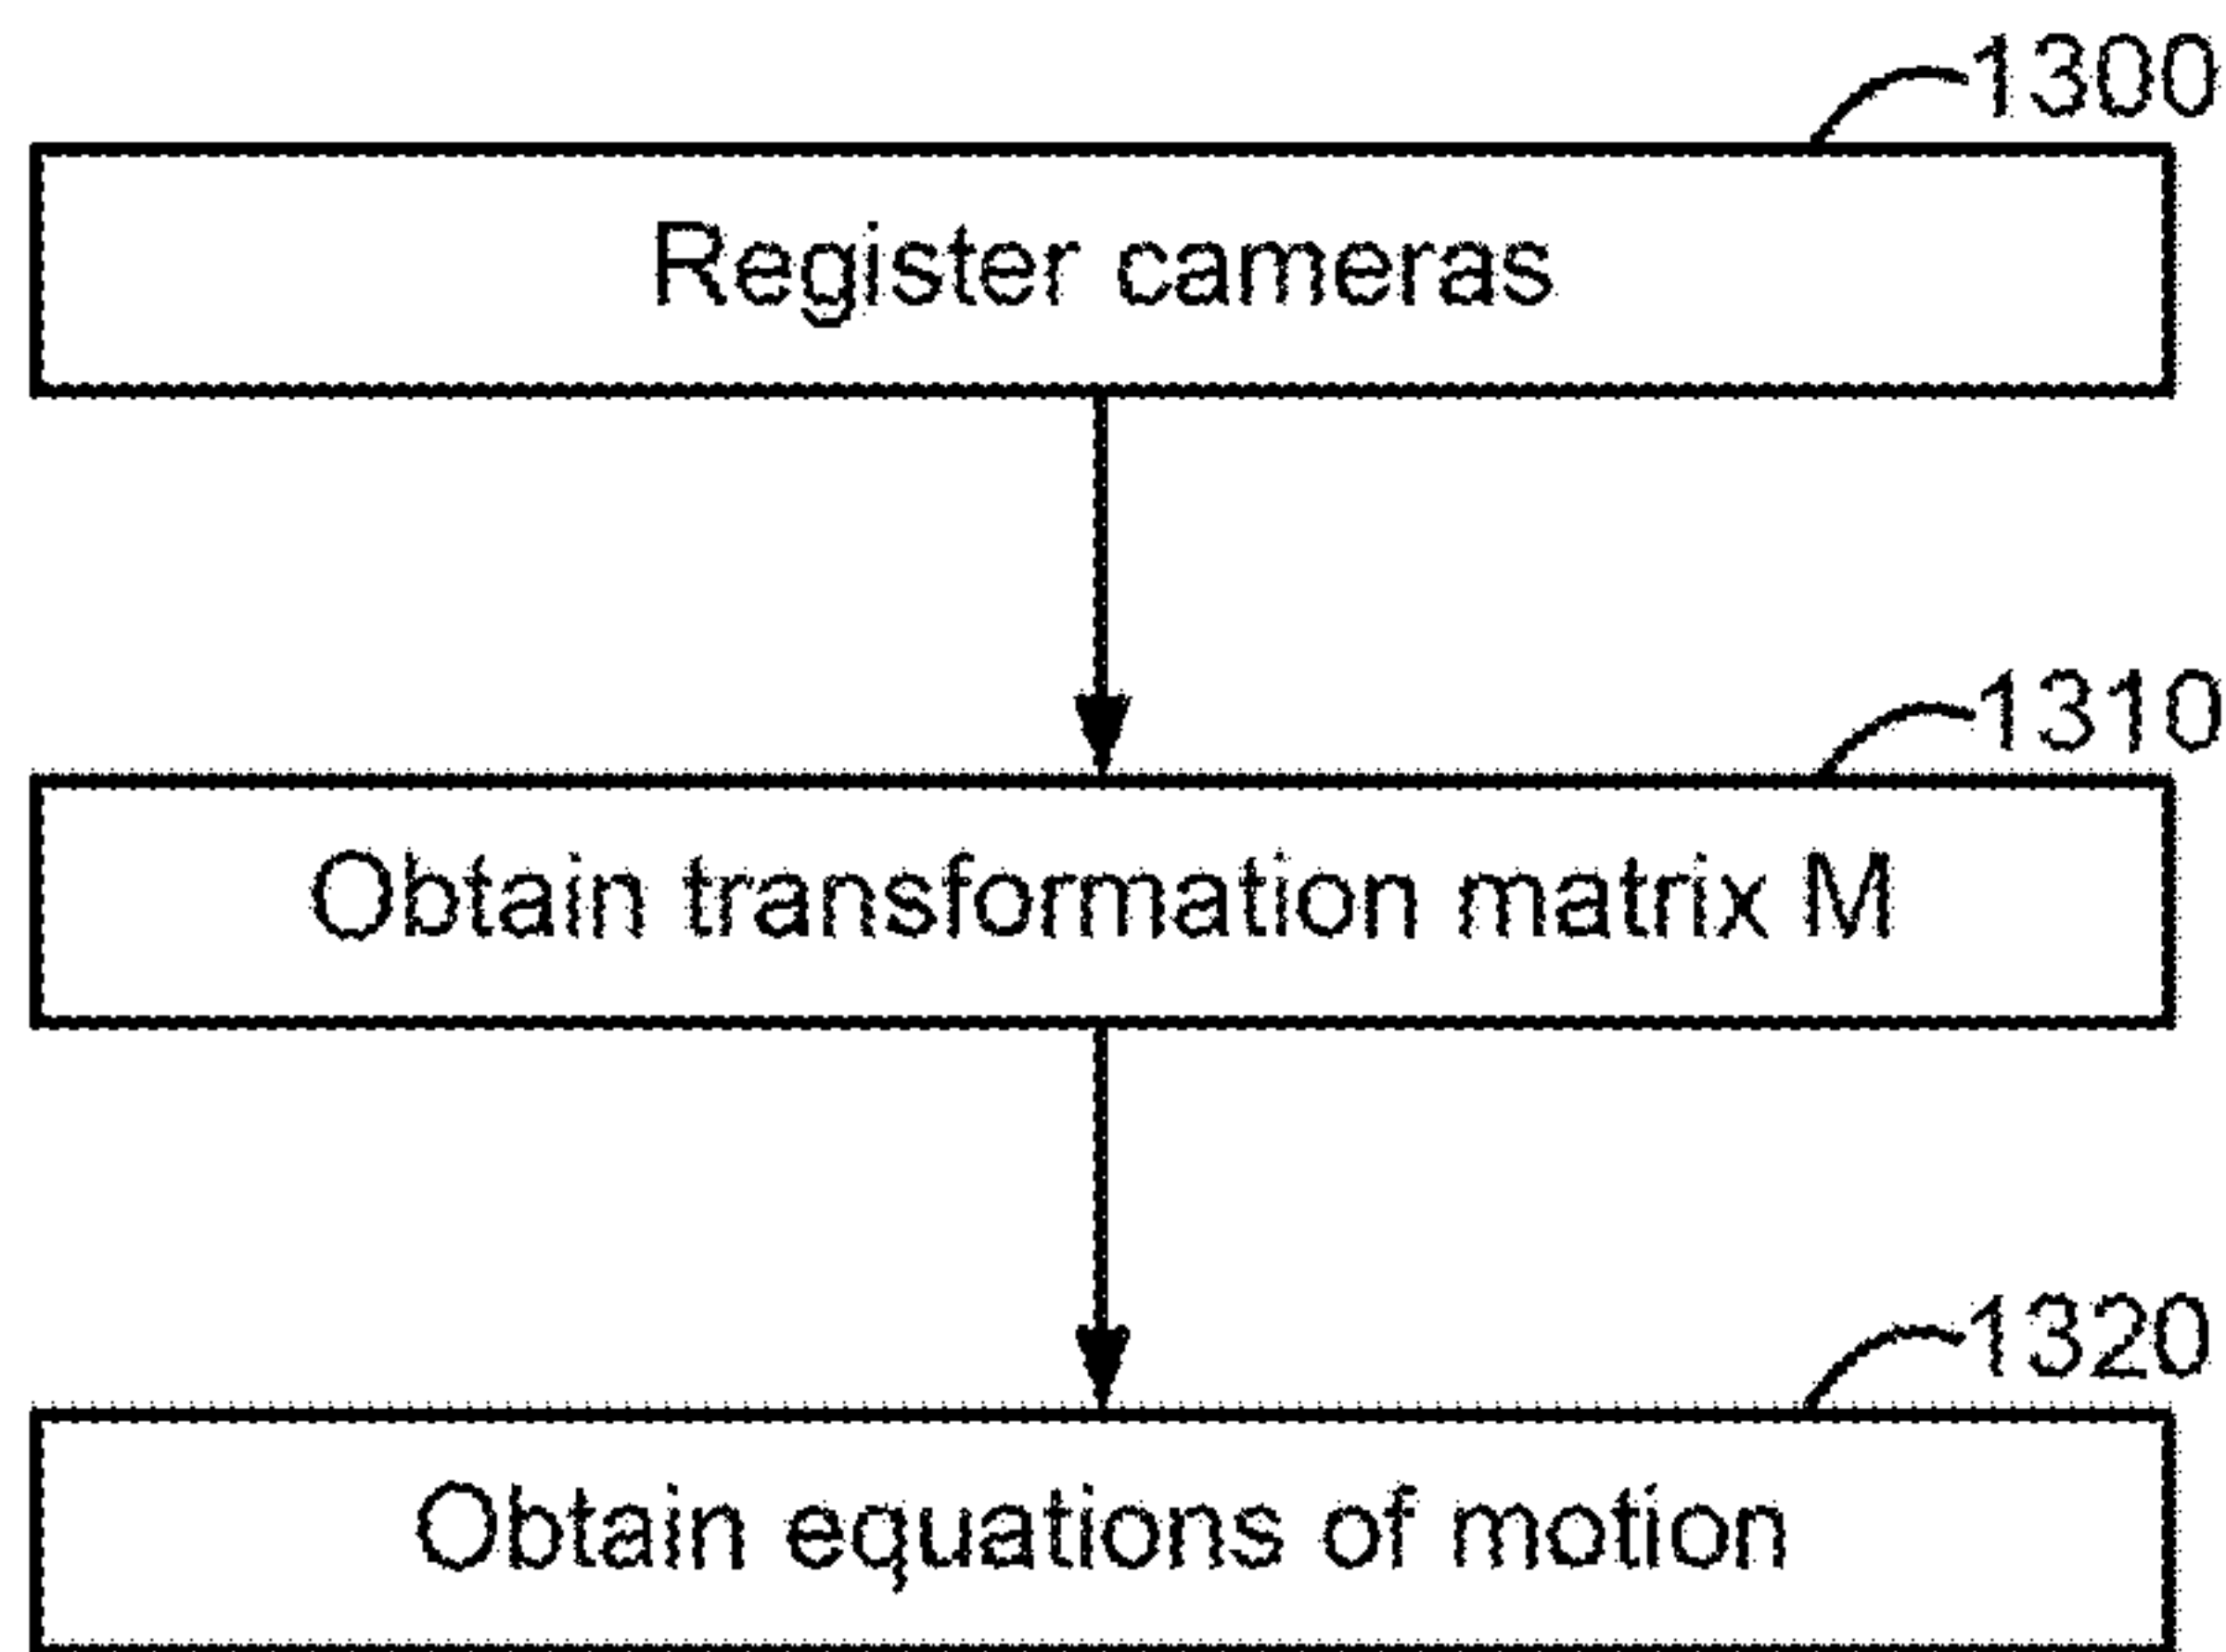 1300
Register cameras
1310
Obtain transformation matrix M
1320
Obtain equations of motion